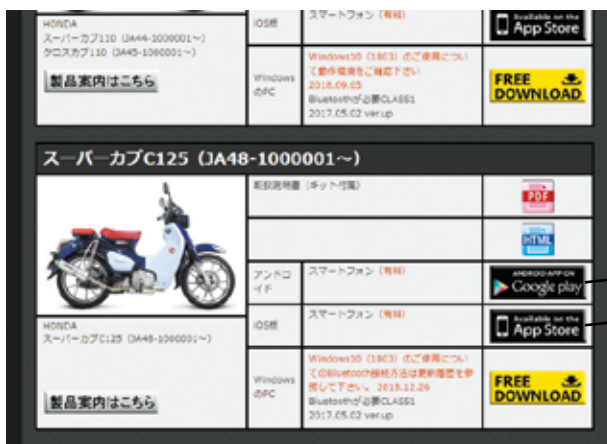 HONDA
スーパーカブ110 (JA44-1000001~)
クロスカブ110 (JA45-1000001~)
製品案内はこちら
iOS想
スマートフォン (有料)
Available on the
App Store
Windows
のPC
Windows10 (1803) のご使用につい
て動作環境をご確認下さい
2018.09.05
Bluetoothが必要CLASS1
2017.05.02 verup
FREE
DOWNLOAD
スーパーカブC125 (JA48-1000001~)
取扱説明書 (キット付属)
PDF
HTML
アンドロ
イド
スマートフォン (有料)
ANDROID APP ON
Google play
iOS想
スマートフォン (有料)
Available on the
App Store
HONDA
スーパーカブC125 (JA48-1000001~)
製品案内はこちら
Windows
のPC
Windows10 (1803) のご使用につい
てのBluetooth接続方法は更新履歴を参
照して下さい。 2018.12.26
Bluetoothが必要CLASS1
2017.05.02 verup
FREE
DOWNLOAD